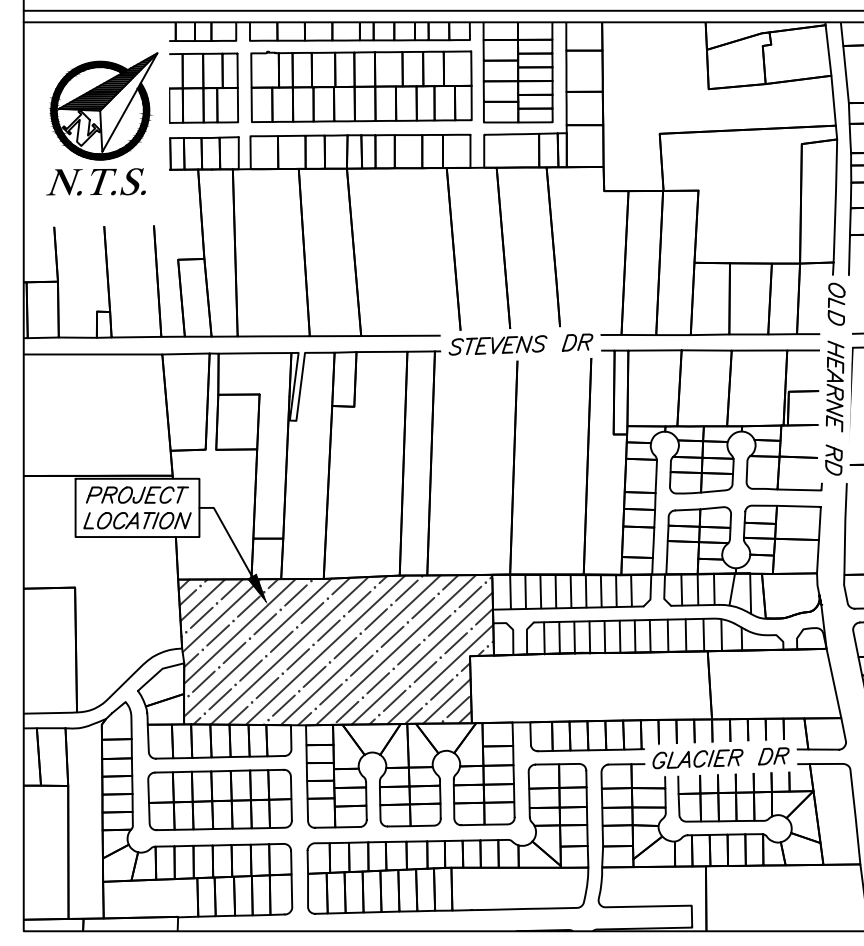 N
N.T.S.
STEVENS DR
OLD HEARNE RD
PROJECT
LOCATION
GLACIER DR